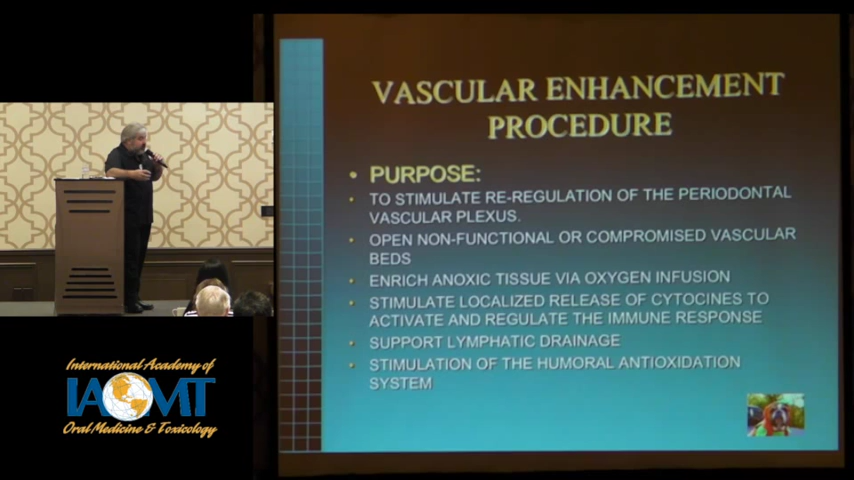 VASCULAR ENHANCEMENT
PROCEDURE
• PURPOSE:
• TO STIMULATE RE-REGULATION OF THE PERIODONTAL
VASCULAR PLEXUS.
• OPEN NON-FUNCTIONAL OR COMPROMISED VASCULAR
BEDS
• ENRICH ANOXIC TISSUE VIA OXYGEN INFUSION
• STIMULATE LOCALIZED RELEASE OF CYTOCINES TO
ACTIVATE AND REGULATE THE IMMUNE RESPONSE
• SUPPORT LYMPHATIC DRAINAGE
• STIMULATION OF THE HUMORAL ANTIOXIDATION
SYSTEM
International Academy of
IAOMT
Oral Medicine & Toxicology